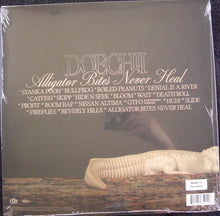 DOECHII
Alligator Bites Never Heal
"STANKA POOH" BULLFROG" BOILED PEANUTS" DENIAL IS A RIVER
"CATFISH" SKIPP" HIDE N SEEK" BLOOM" WAIT" DEATH ROLL
"PROFIT" BOOM BAP" NISSAN ALTIMA" GTFO" HUH!" SLIDE
"FIREFLIES" BEVERLY HILLS" ALLIGATOR BITES NEVER HEAL